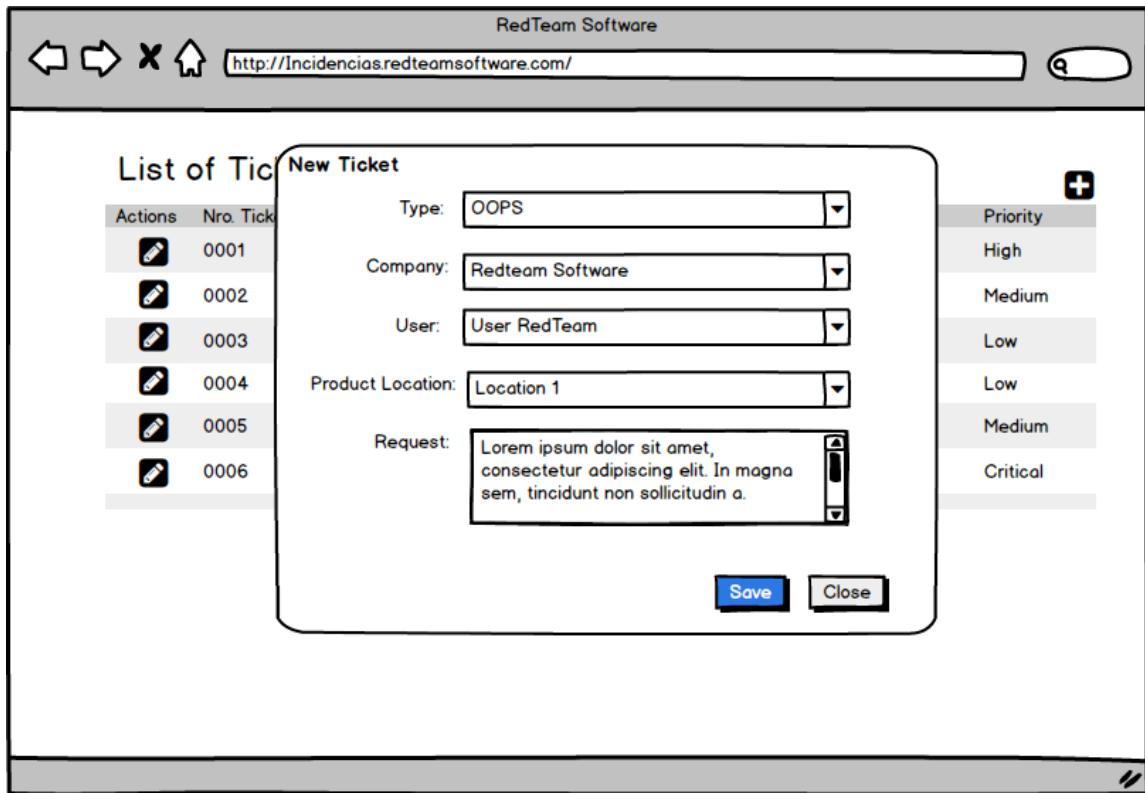 RedTeam Software
http://Incidencias.redteamsoftware.com/
List of Tic
New Ticket
Actions Nro. Tick Priority
0001 High
0002 Medium
0003 Low
0004 Low
0005 Medium
0006 Critical
Type: OOPS
Company: Redteam Software
User: User RedTeam
Product Location: Location 1
Request: Lorem ipsum dolor sit amet,
consectetur adipiscing elit. In magna
sem, tincidunt non sollicitudin a.
Save Close